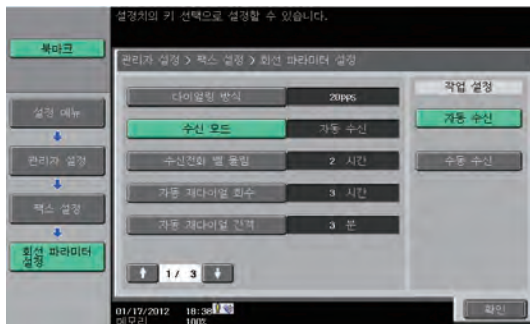 설정치의 키 선택으로 설정할 수 있습니다.
북마크
관리자 설정 > 팩스 설정 > 회선 파라미터 설정
설정 메뉴
관리자 설정
팩스 설정
회선 파라미터
설정
다이얼링 방식 20pps
수신 모드 자동 수신
수신전화 벨 울림 2 시간
자동 재다이얼 회수 3 시간
자동 재다이얼 간격 3 분
1/ 3
작업 설정
자동 수신
수동 수신
01/17/2012 18:38
메모리 100%
확인